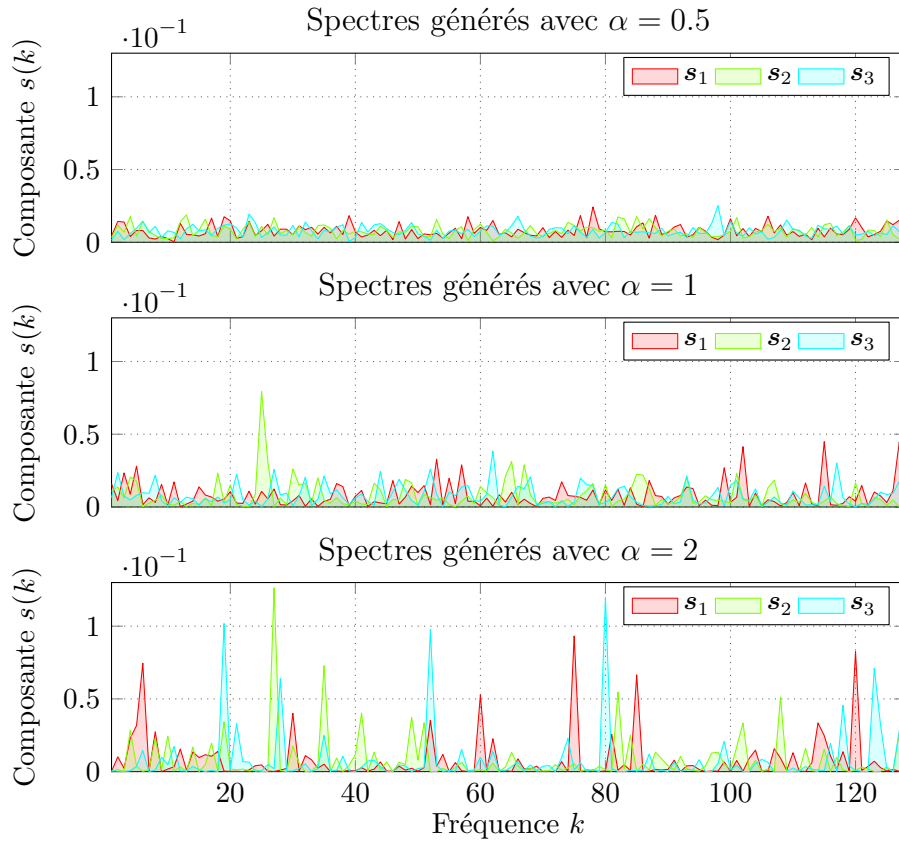 Spectres générés avec α = 0.5
·10⁻¹
Composante s(k)
1
0.5
0
s₁ s₂ s₃
Spectres générés avec α = 1
·10⁻¹
Composante s(k)
1
0.5
0
s₁ s₂ s₃
Spectres générés avec α = 2
·10⁻¹
Composante s(k)
1
0.5
0
s₁ s₂ s₃
20 40 60 80 100 120
Fréquence k